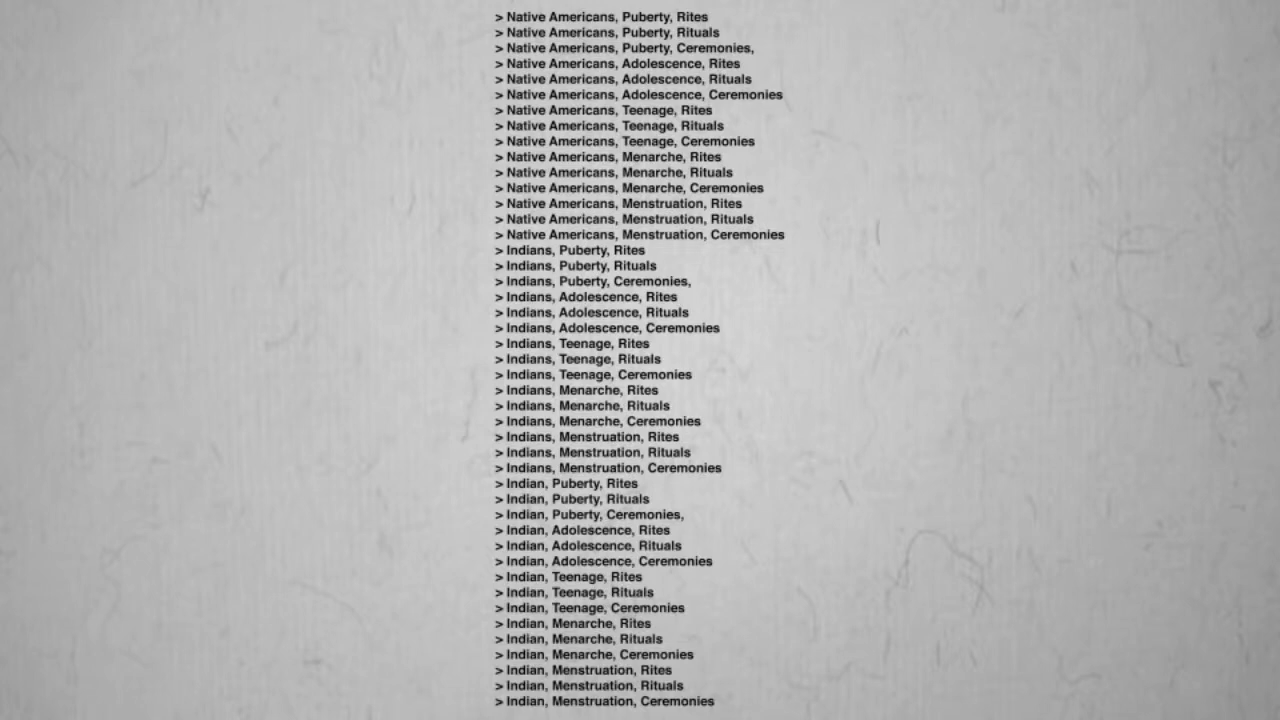 > Native Americans, Puberty, Rites
> Native Americans, Puberty, Rituals
> Native Americans, Puberty, Ceremonies,
> Native Americans, Adolescence, Rites
> Native Americans, Adolescence, Rituals
> Native Americans, Adolescence, Ceremonies
> Native Americans, Teenage, Rites
> Native Americans, Teenage, Rituals
> Native Americans, Teenage, Ceremonies
> Native Americans, Menarche, Rites
> Native Americans, Menarche, Rituals
> Native Americans, Menarche, Ceremonies
> Native Americans, Menstruation, Rites
> Native Americans, Menstruation, Rituals
> Native Americans, Menstruation, Ceremonies
> Indians, Puberty, Rites
> Indians, Puberty, Rituals
> Indians, Puberty, Ceremonies,
> Indians, Adolescence, Rites
> Indians, Adolescence, Rituals
> Indians, Adolescence, Ceremonies
> Indians, Teenage, Rites
> Indians, Teenage, Rituals
> Indians, Teenage, Ceremonies
> Indians, Menarche, Rites
> Indians, Menarche, Rituals
> Indians, Menarche, Ceremonies
> Indians, Menstruation, Rites
> Indians, Menstruation, Rituals
> Indians, Menstruation, Ceremonies
> Indian, Puberty, Rites
> Indian, Puberty, Rituals
> Indian, Puberty, Ceremonies,
> Indian, Adolescence, Rites
> Indian, Adolescence, Rituals
> Indian, Adolescence, Ceremonies
> Indian, Teenage, Rites
> Indian, Teenage, Rituals
> Indian, Teenage, Ceremonies
> Indian, Menarche, Rites
> Indian, Menarche, Rituals
> Indian, Menarche, Ceremonies
> Indian, Menstruation, Rites
> Indian, Menstruation, Rituals
> Indian, Menstruation, Ceremonies